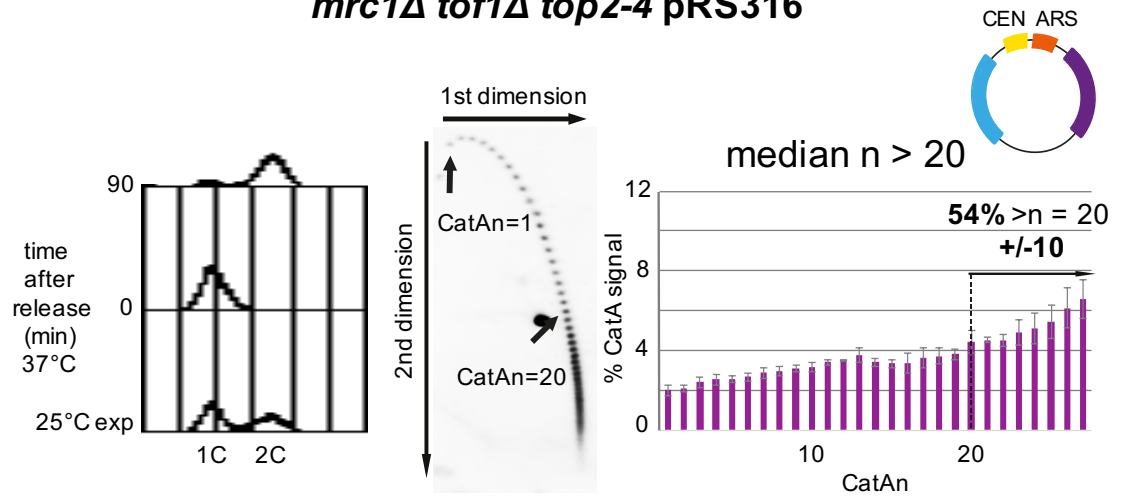 mrc1Δ tof1Δ top2-4 pRS316
CEN ARS
1st dimension
2nd dimension
CatAn=1
CatAn=20
90
time
after
release
(min)
37°C
0
25°C exp
1C 2C
median n > 20
54% >n = 20
+/-10
% CatA signal
12
8
4
0
10 20
CatAn